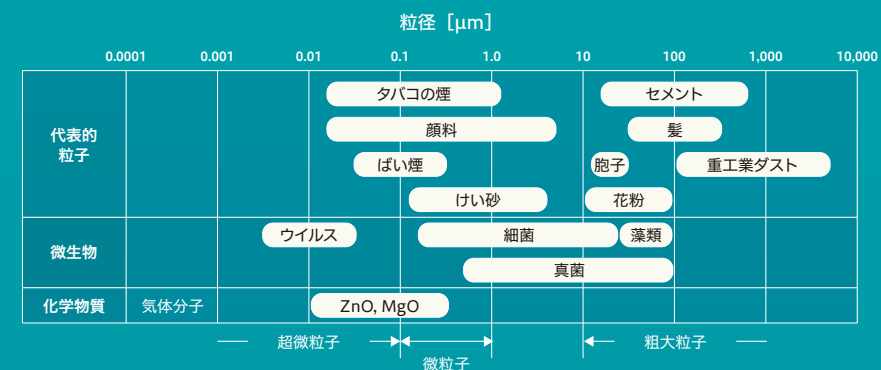 粒径［μm］
0.0001 0.001 0.01 0.1 1.0 10 100 1,000 10,000
代表的
粒子
タバコの煙 セメント
顔料 髪
ばい煙 胞子 重工業ダスト
けい砂 花粉
微生物
ウイルス 細菌 藻類
真菌
化学物質 気体分子 ZnO, MgO
超微粒子 粗大粒子
微粒子